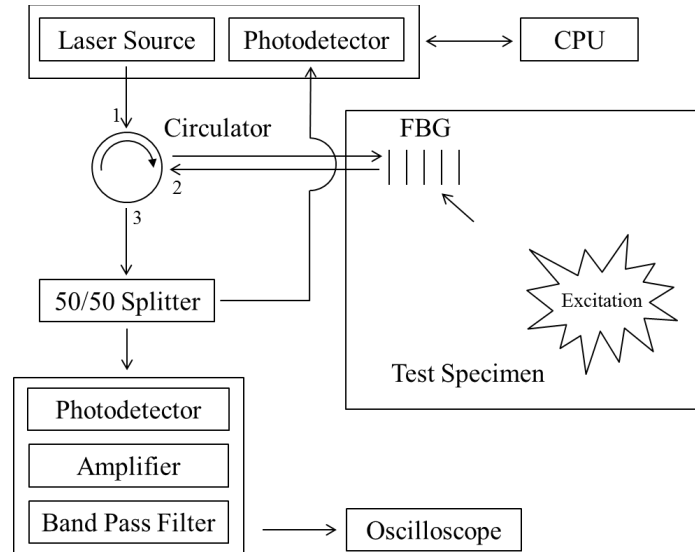 Laser Source
Photodetector
CPU
1
Circulator
2
3
FBG
50/50 Splitter
Excitation
Test Specimen
Photodetector
Amplifier
Band Pass Filter
Oscilloscope